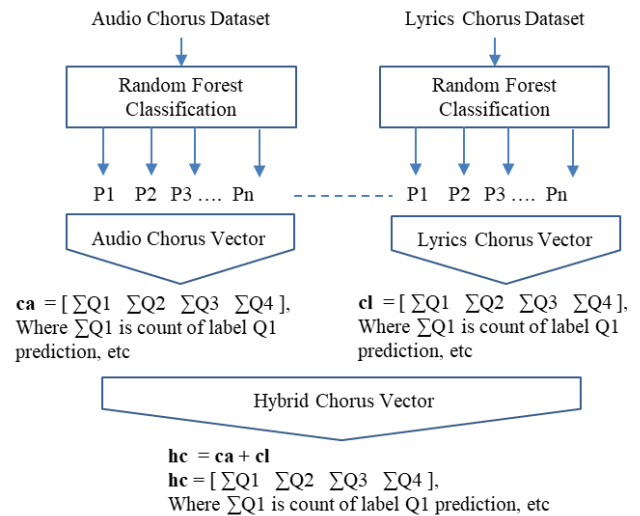 Audio Chorus Dataset
Random Forest
Classification
P1 P2 P3 …. Pn
Audio Chorus Vector
ca = [ ∑Q1 ∑Q2 ∑Q3 ∑Q4 ],
Where ∑Q1 is count of label Q1
prediction, etc
Lyrics Chorus Dataset
Random Forest
Classification
P1 P2 P3 …. Pn
Lyrics Chorus Vector
cl = [ ∑Q1 ∑Q2 ∑Q3 ∑Q4 ],
Where ∑Q1 is count of label Q1
prediction, etc
Hybrid Chorus Vector
hc = ca + cl
hc = [ ∑Q1 ∑Q2 ∑Q3 ∑Q4 ],
Where ∑Q1 is count of label Q1 prediction, etc